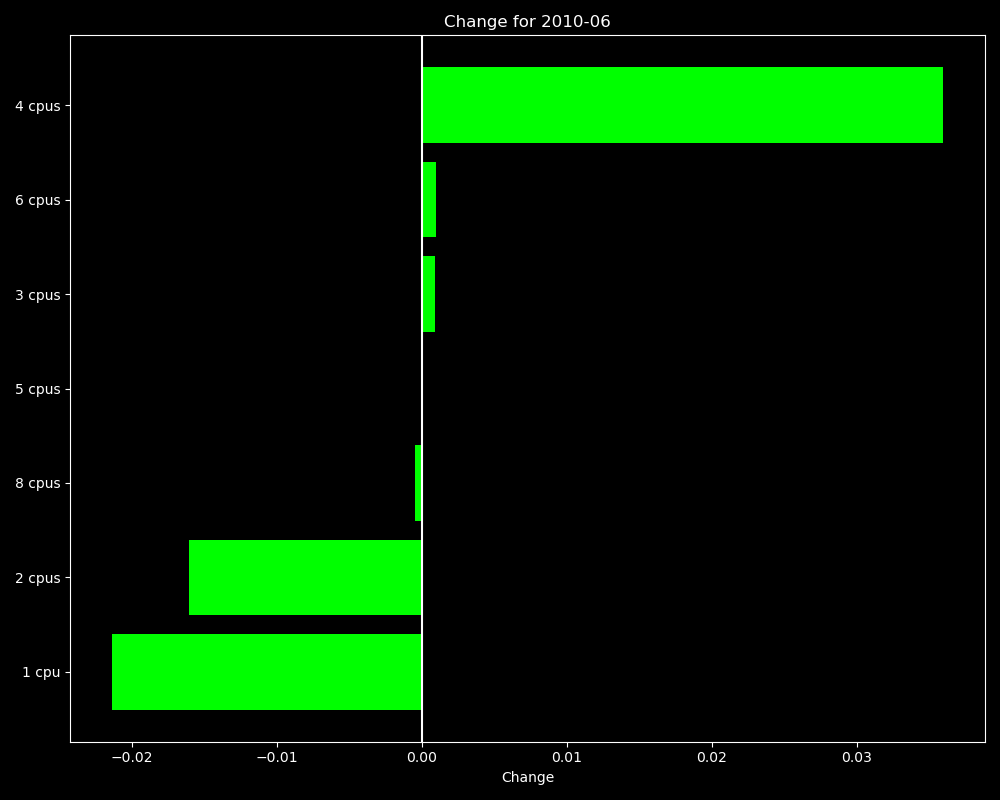 Change for 2010-06
4 cpus
6 cpus
3 cpus
5 cpus
8 cpus
2 cpus
1 cpu
−0.02 −0.01 0.00 0.01 0.02 0.03
Change